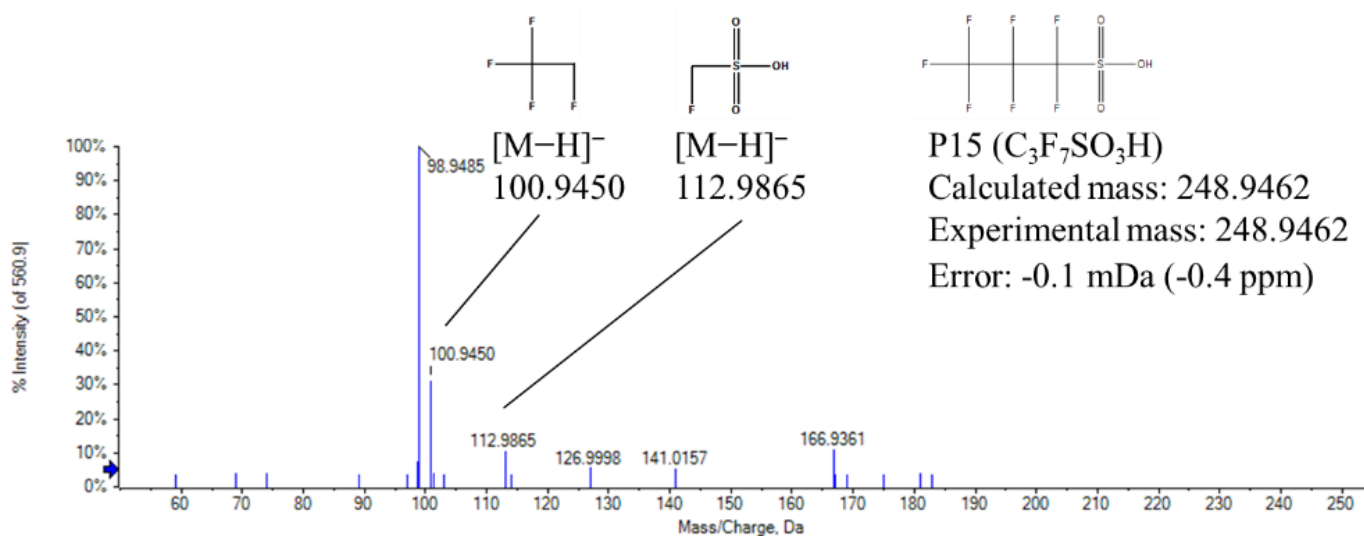 F
F
F
F
O
S
OH
F
O
F
F
F
O
F
S
OH
F
F
F
O
[M−H]⁻
100.9450
[M−H]⁻
112.9865
P15 (C₃F₇SO₃H)
Calculated mass: 248.9462
Experimental mass: 248.9462
Error: -0.1 mDa (-0.4 ppm)
% Intensity (of 560.9)
100%
90%
80%
70%
60%
50%
40%
30%
20%
10%
0%
98.9485
100.9450
112.9865
126.9998
141.0157
166.9361
60 70 80 90 100 110 120 130 140 150 160 170 180 190 200 210 220 230 240 250
Mass/Charge, Da